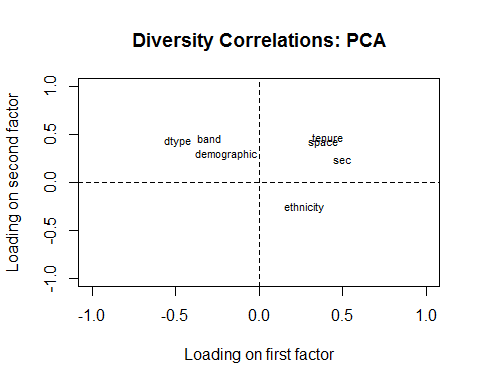 Diversity Correlations: PCA
Loading on second factor
1.0
0.5
0.0
-0.5
-1.0
dtype
band
demographic
tenure
space
sec
ethnicity
-1.0 -0.5 0.0 0.5 1.0
Loading on first factor